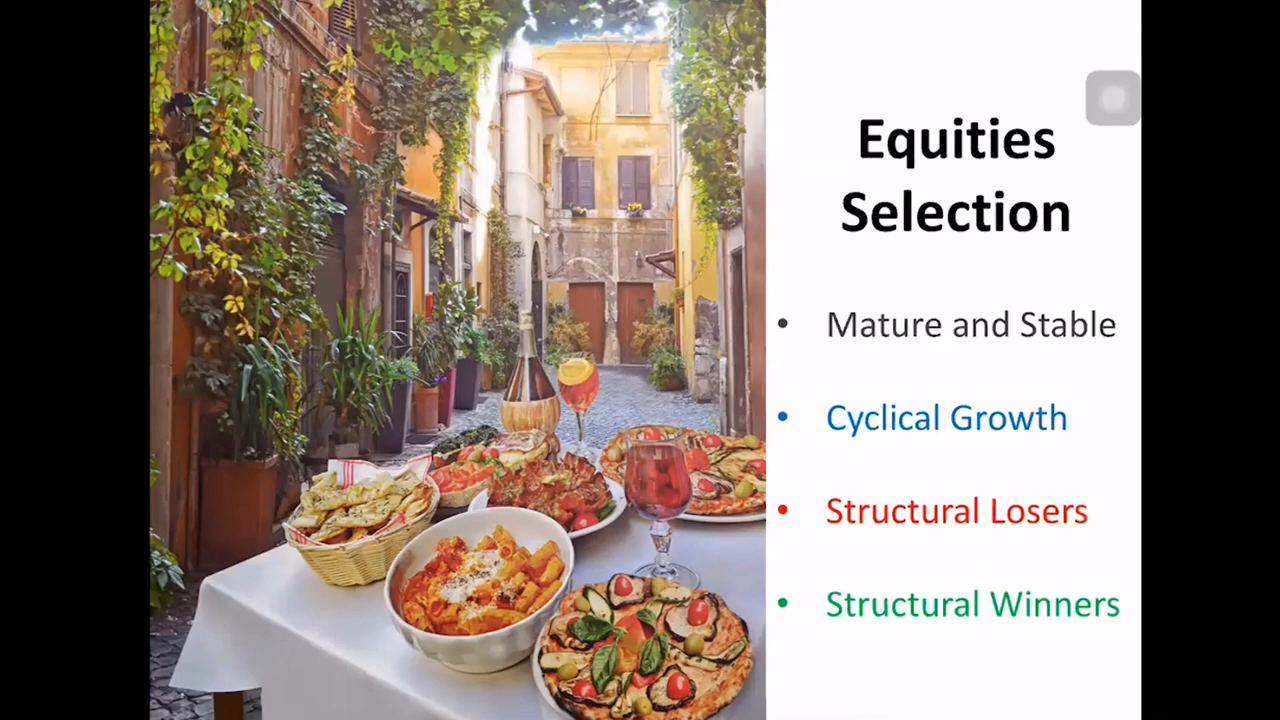 Equities
Selection
• Mature and Stable
• Cyclical Growth
• Structural Losers
• Structural Winners